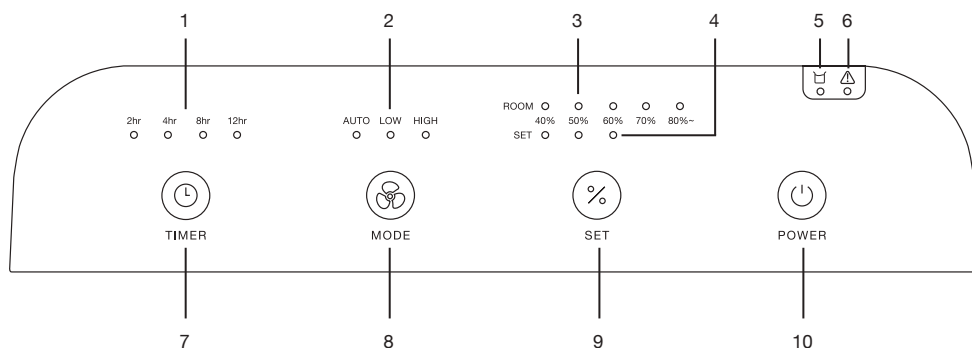 1 2 3 4 5 6
ROOM
2hr 4hr 8hr 12hr AUTO LOW HIGH 40% 50% 60% 70% 80%~
SET
TIMER MODE SET POWER
7 8 9 10